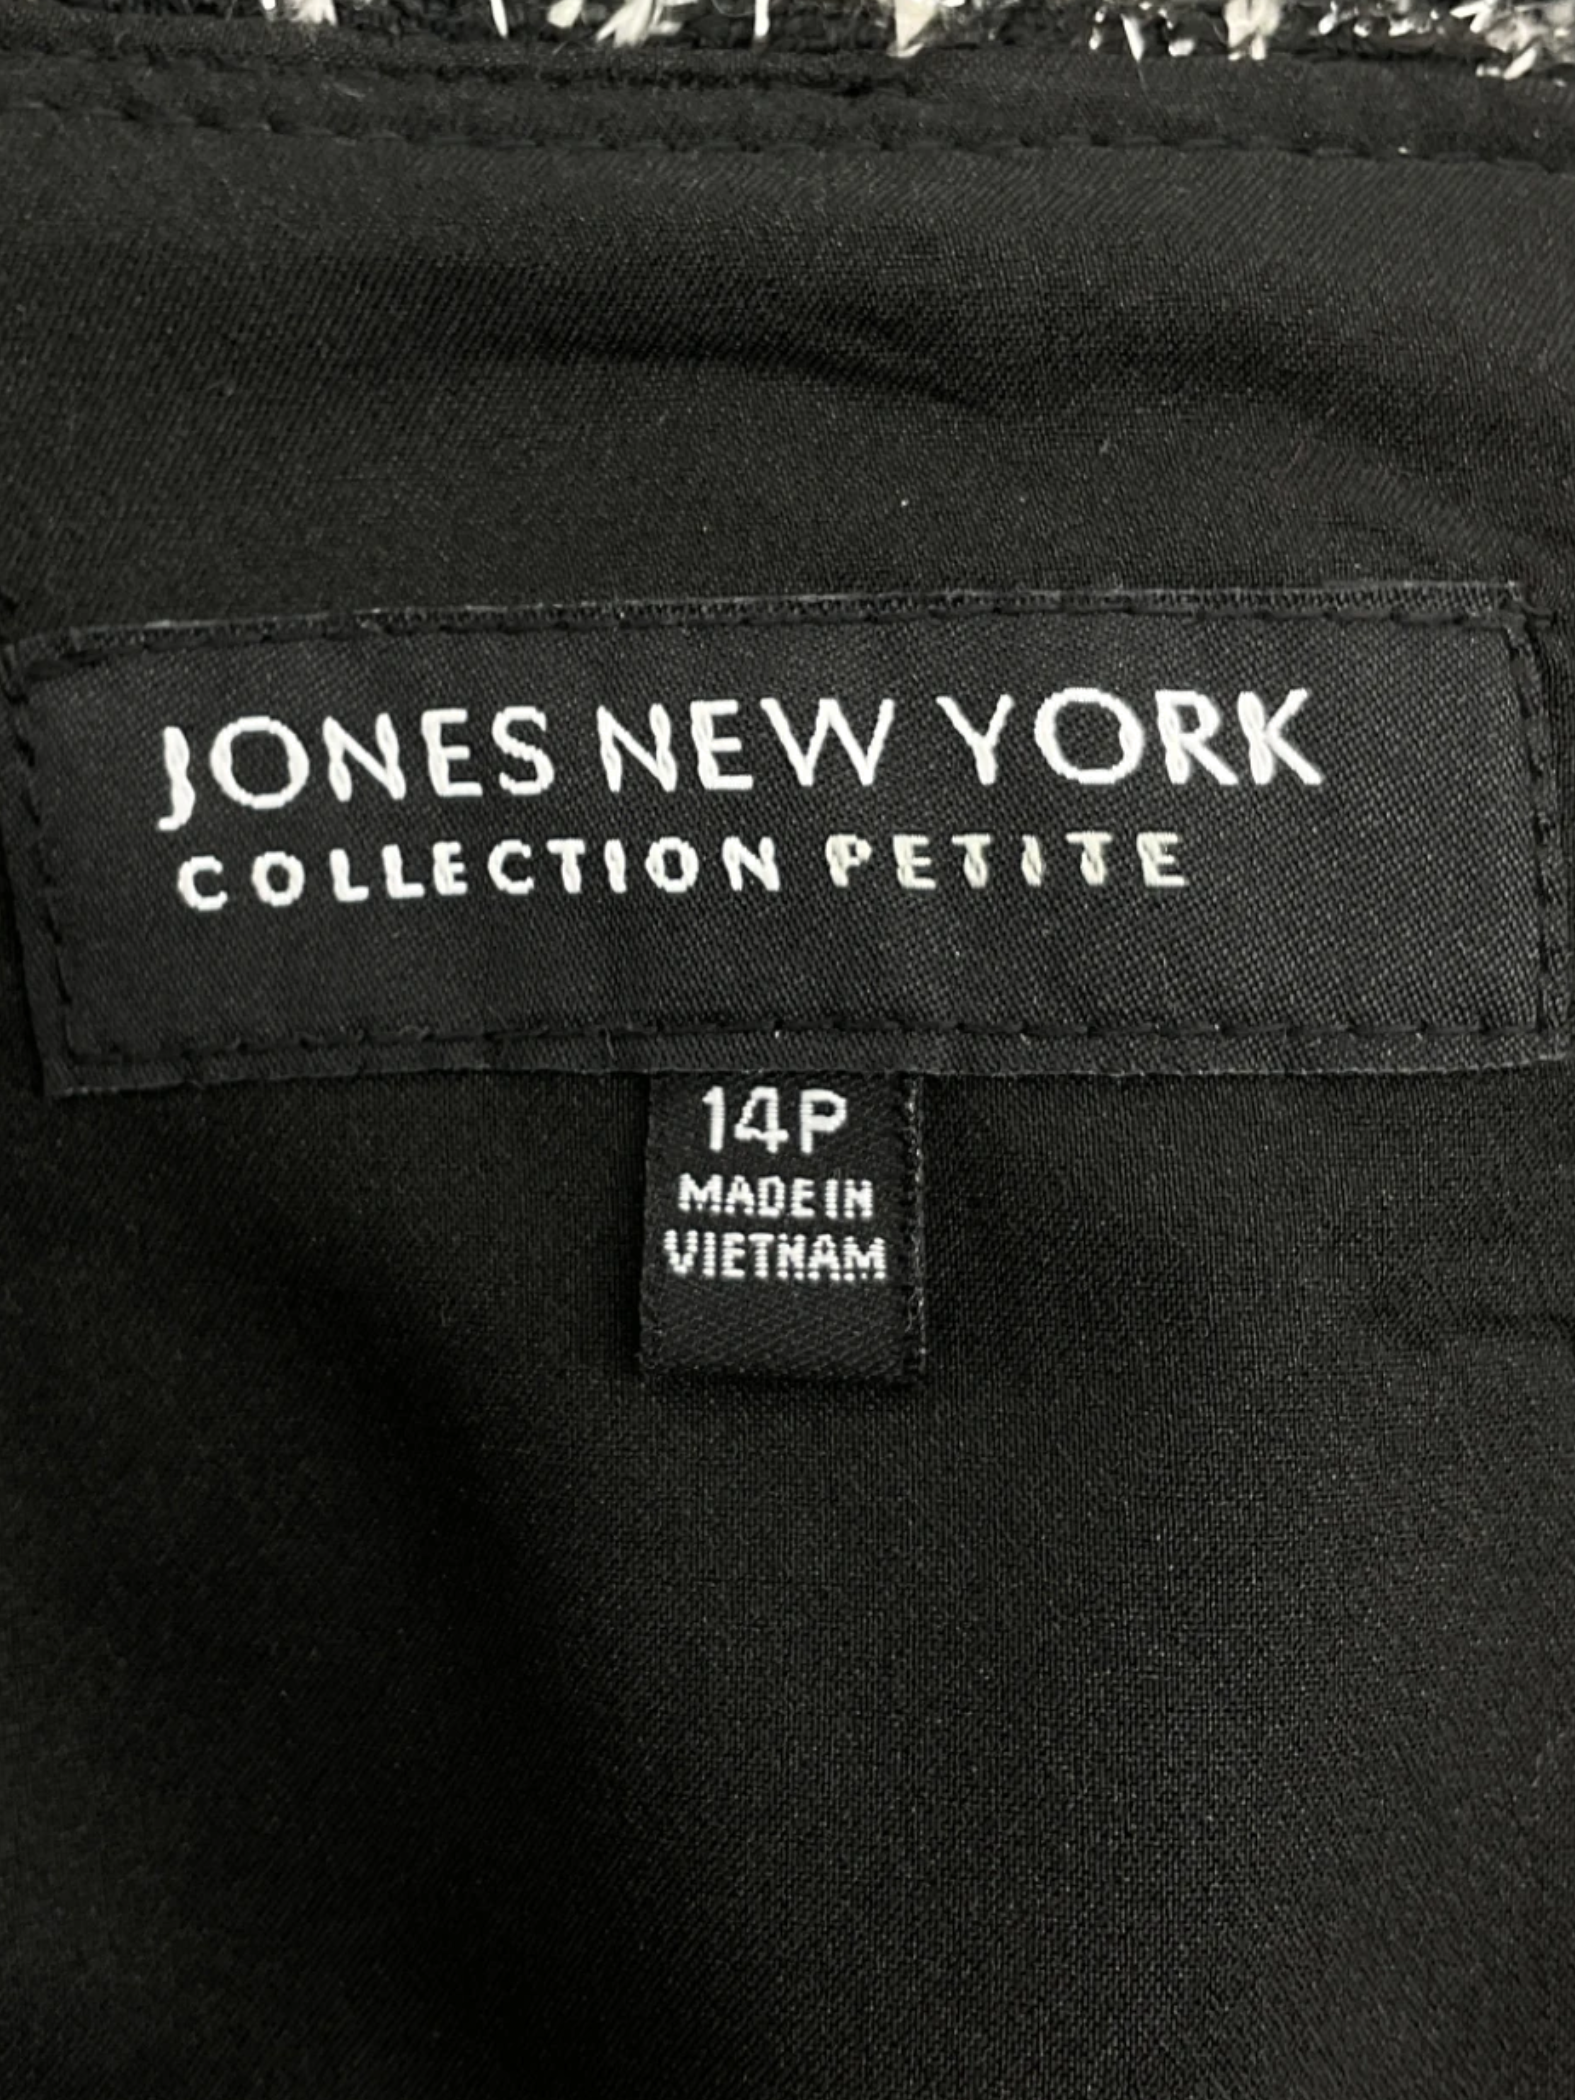 JONES NEW YORK
COLLECTION PETITE
14P
MADE IN
VIETNAM